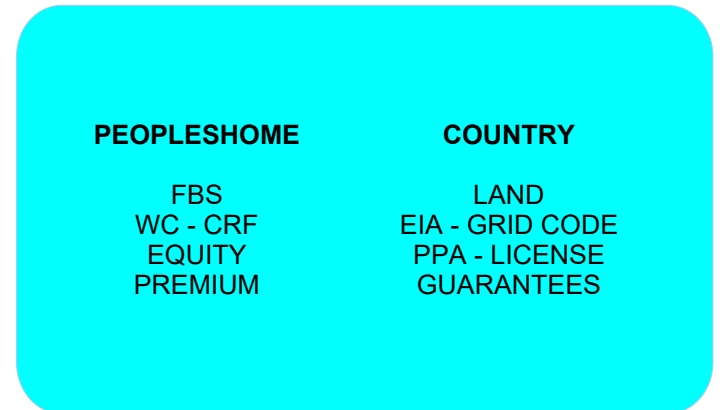 PEOPLESHOME
FBS
WC - CRF
EQUITY
PREMIUM
COUNTRY
LAND
EIA - GRID CODE
PPA - LICENSE
GUARANTEES